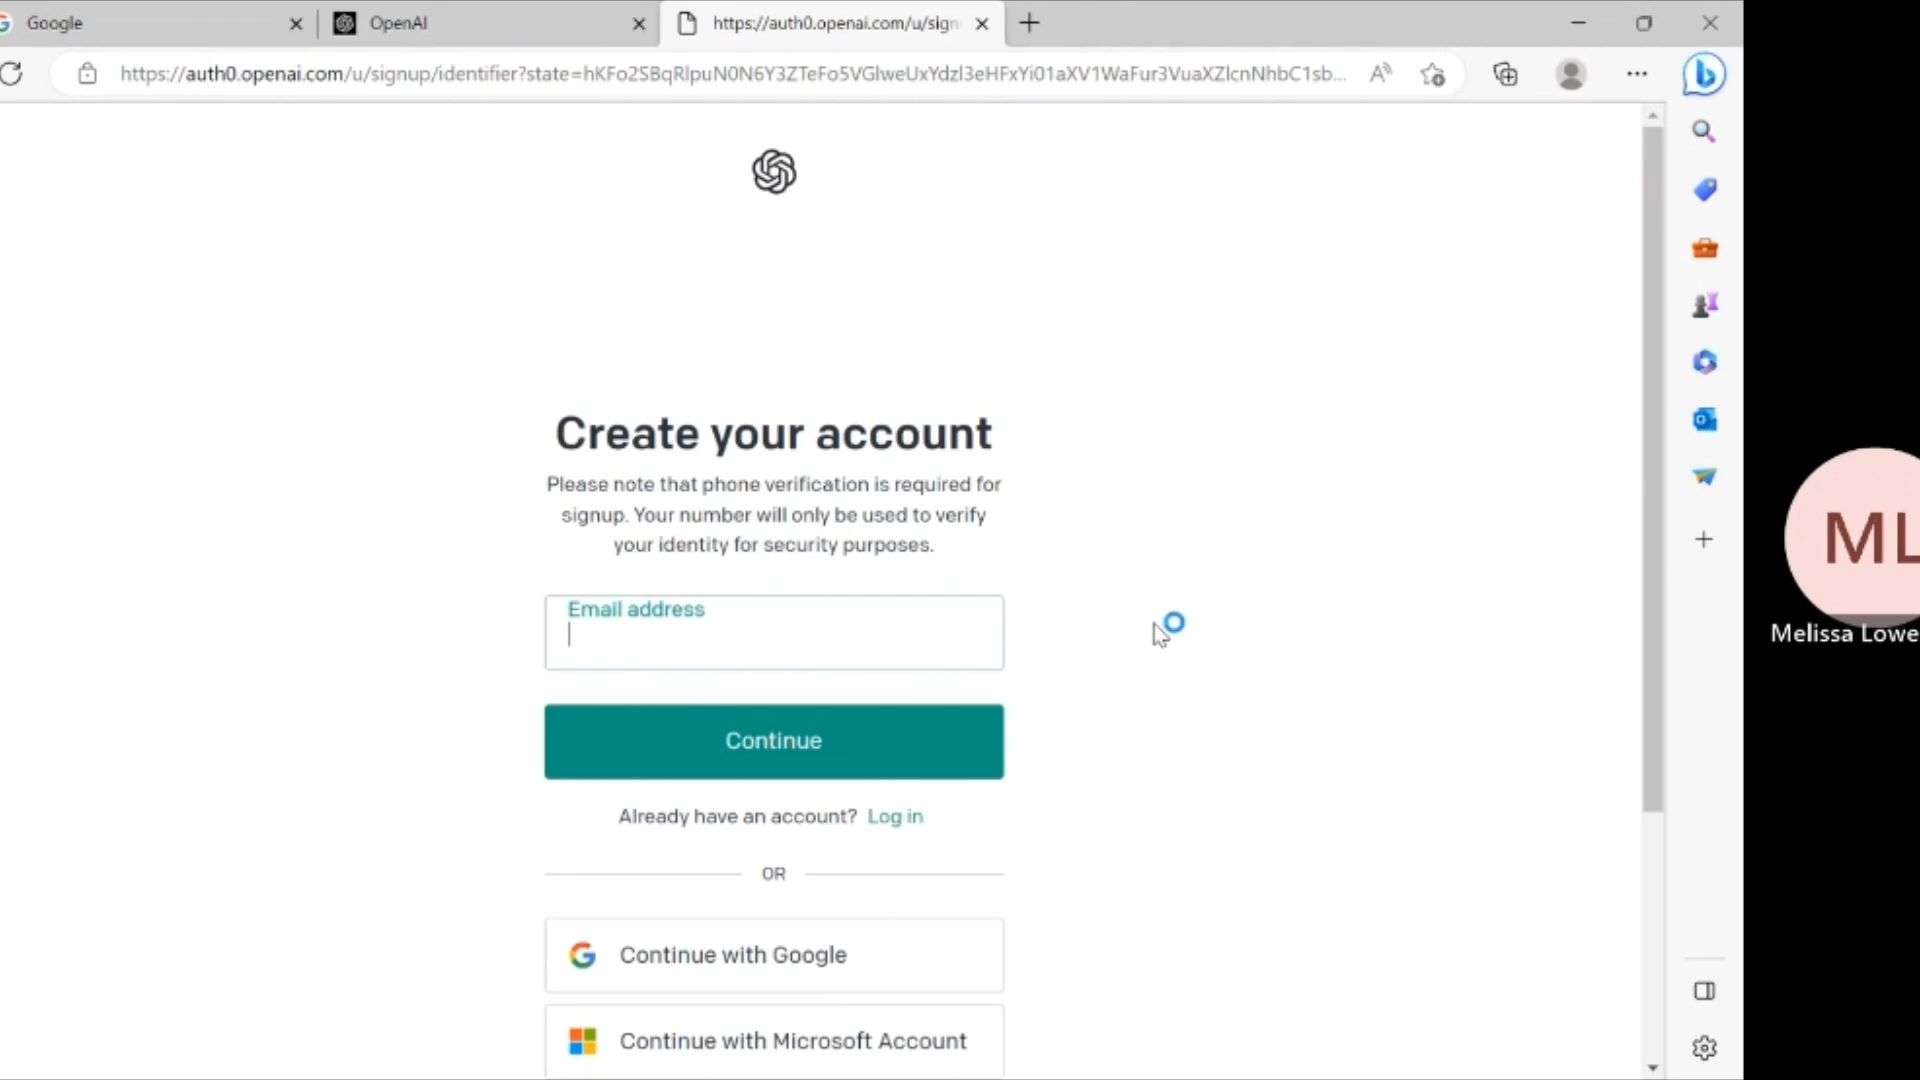 Google
OpenAI
https://auth0.openai.com/u/sign
https://auth0.openai.com/u/signup/identifier?state=hKFo2SBqRlpuN0N6Y3ZTeFo5VGlweUxYdzl3eHFxYi01aXV1WaFur3VuaXZlcnNhbC1sb...
Create your account
Please note that phone verification is required for
signup. Your number will only be used to verify
your identity for security purposes.
Email address
Continue
Already have an account? Log in
OR
Continue with Google
Continue with Microsoft Account
ML
Melissa Lowe